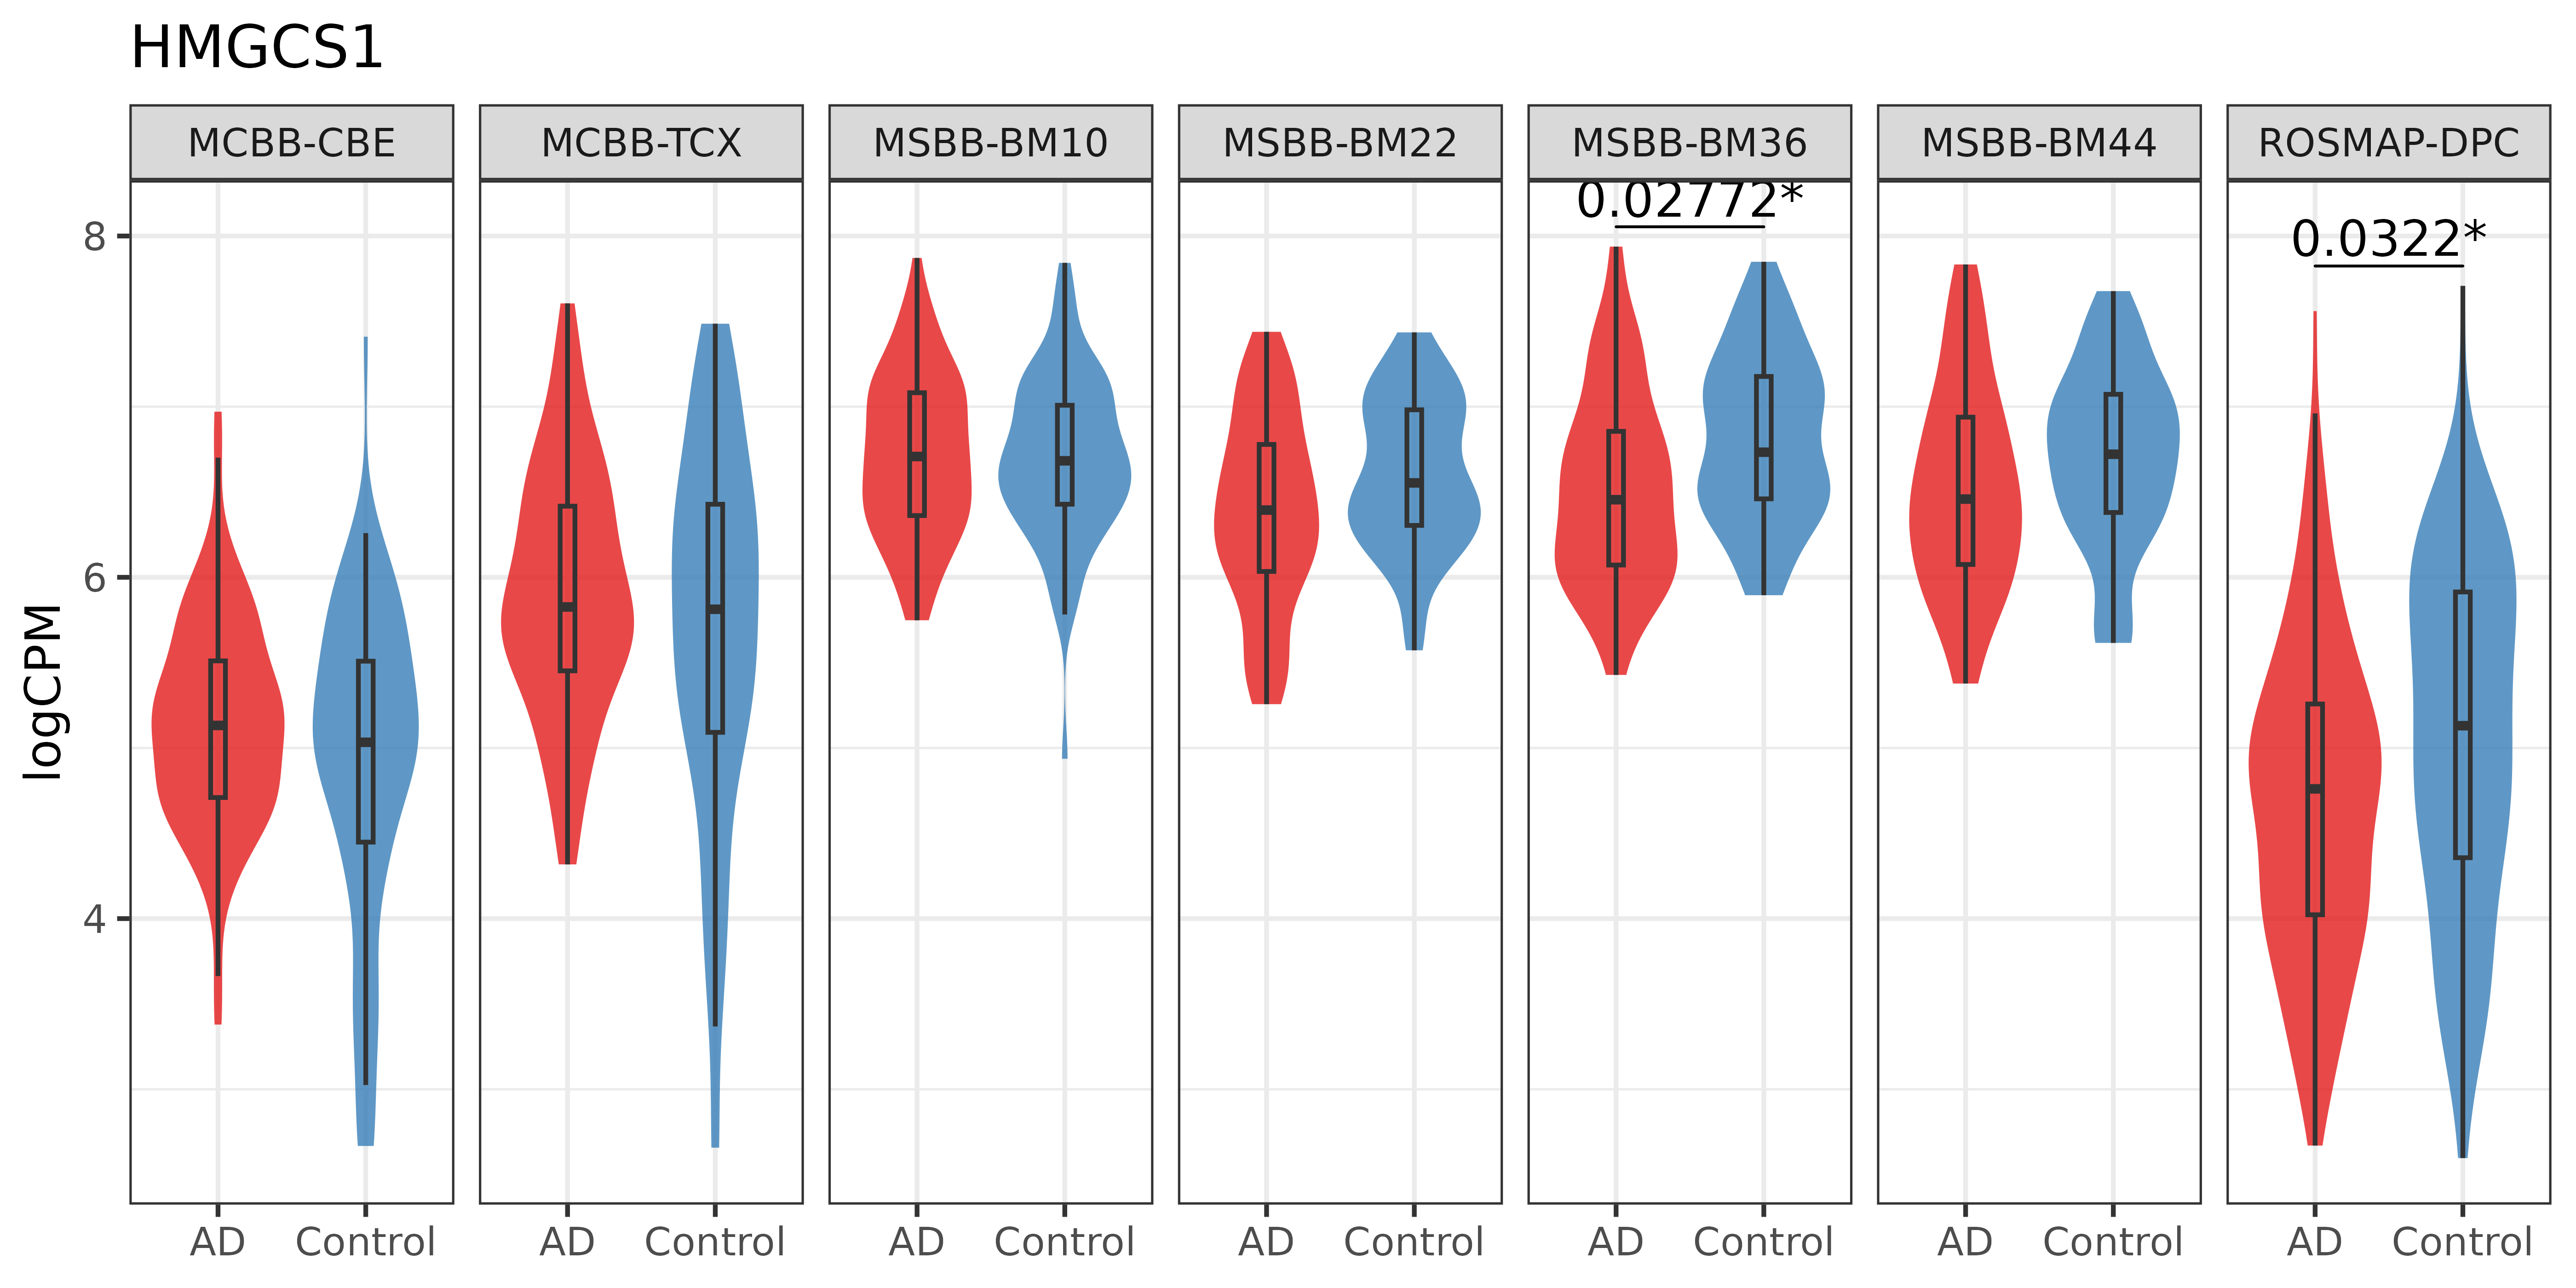 HMGCS1
MCBB-CBE MCBB-TCX MSBB-BM10 MSBB-BM22 MSBB-BM36 MSBB-BM44 ROSMAP-DPC
0.02772*
0.0322*
8
6
4
logCPM
AD Control AD Control AD Control AD Control AD Control AD Control AD Control